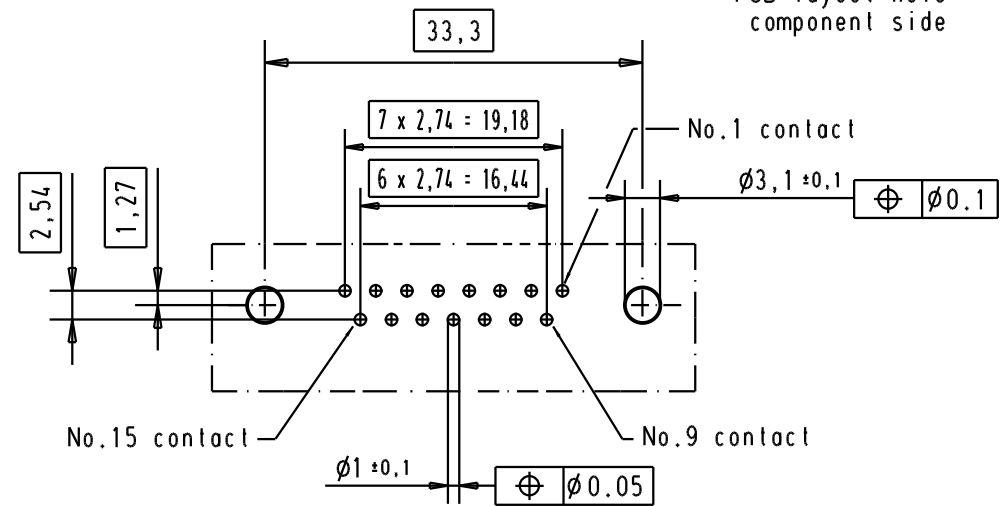 component side
33,3
7 x 2,74 = 19,18
No.1 contact
6 x 2,74 = 16,44
Ø3,1 ±0,1
⌖ Ø0.1
2,54
1,27
No.15 contact
No.9 contact
Ø1 ±0,1
⌖ Ø0.05